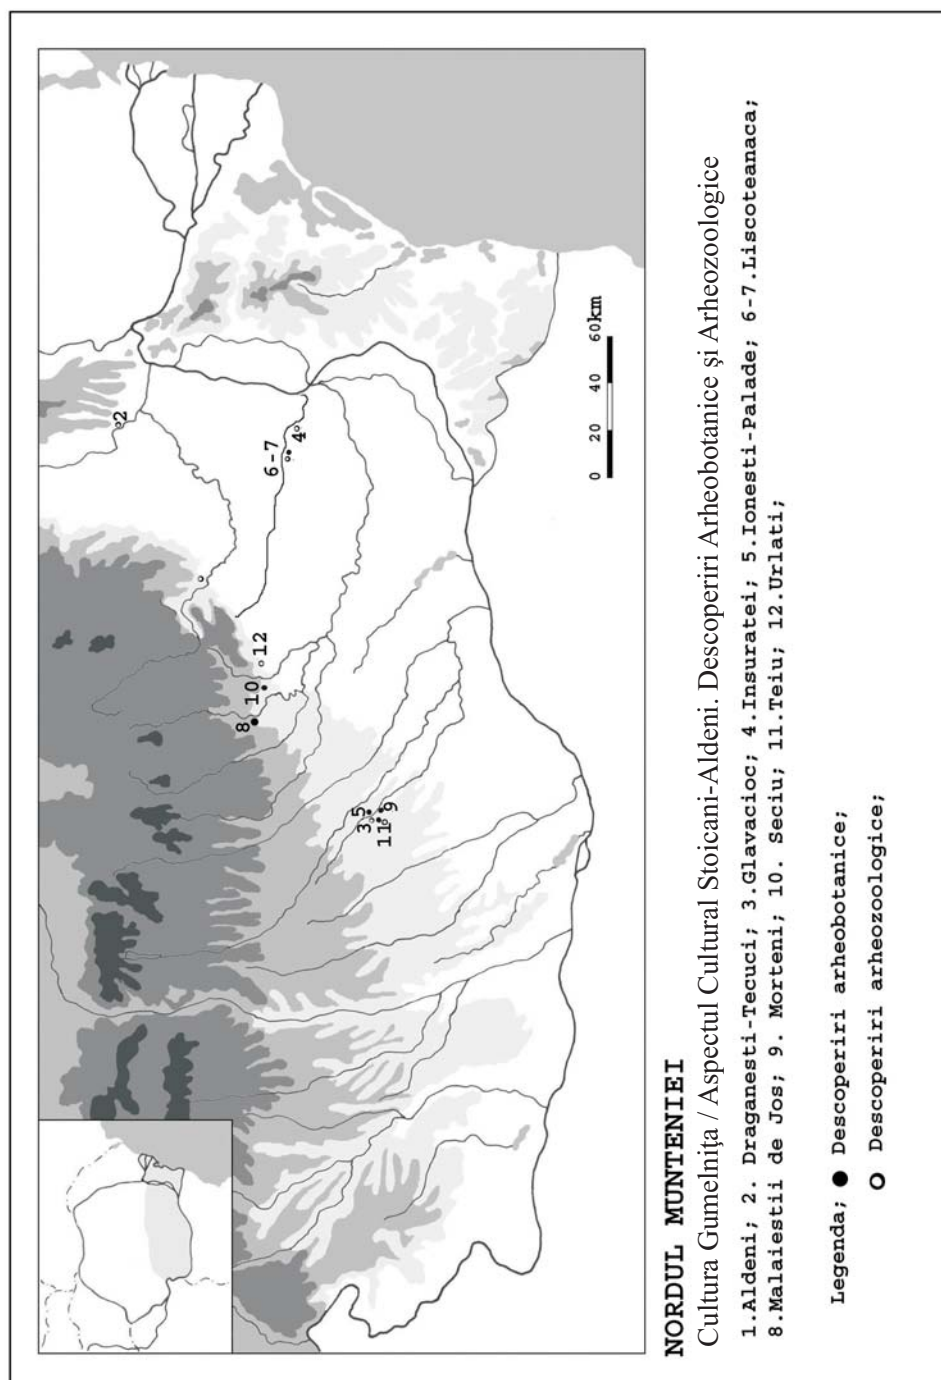 2
6-7
4
12
10
8
3
5
11
9
0 20 40 60km
NORDUL MUNTENIEI
Cultura Gumelniţa / Aspectul Cultural Stoicani-Aldeni. Descoperiri Arheobotanice şi Arheozoologice
1.Aldeni; 2. Draganesti-Tecuci; 3.Glavacioc; 4.Insuratei; 5.Ionesti-Palade; 6-7.Liscoteanaca;
8.Malaiestii de Jos; 9. Morteni; 10. Seciu; 11.Teiu; 12.Urlati;
Legenda; Descoperiri arheobotanice;
Descoperiri arheozoologice;